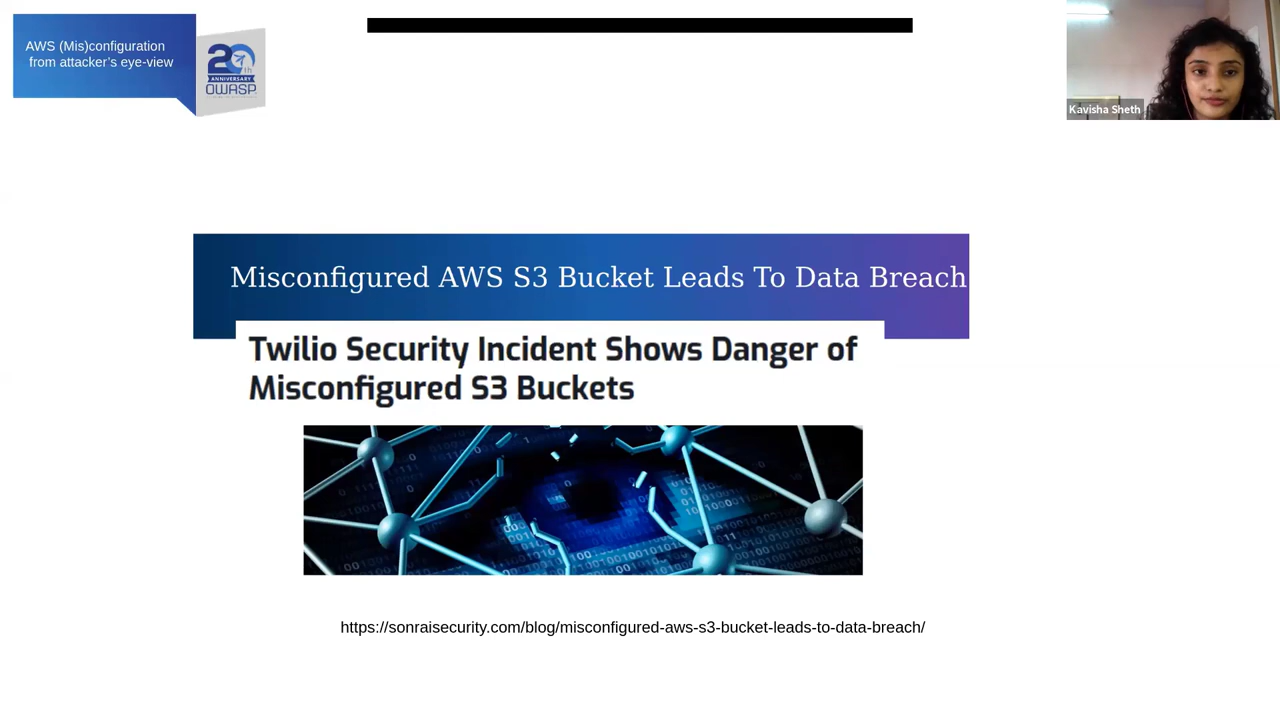 AWS (Mis)configuration
from attacker's eye-view
20th
ANNIVERSARY
OWASP
Kavisha Sheth
Misconfigured AWS S3 Bucket Leads To Data Breach
Twilio Security Incident Shows Danger of
Misconfigured S3 Buckets
https://sonraisecurity.com/blog/misconfigured-aws-s3-bucket-leads-to-data-breach/